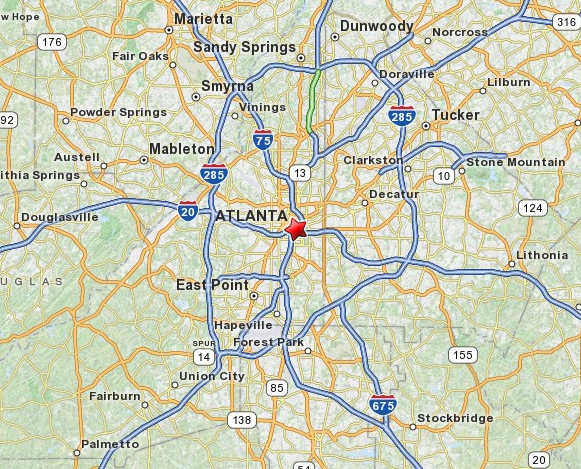 w Hope
Marietta
Dunwoody
316
Norcross
176
Sandy Springs
Fair Oaks
Doraville
Smyrna
Lilburn
Vinings
Powder Springs
285
Tucker
92
75
Mableton
Austell
Clarkston
Stone Mountain
13
285
10
ithia Springs
Decatur
20
124
Douglasville
ATLANTA
Lithonia
U G L A S
East Point
Hapeville
SPUR
14
Forest Park
155
Union City
85
Fairburn
675
138
Stockbridge
Palmetto
20
54